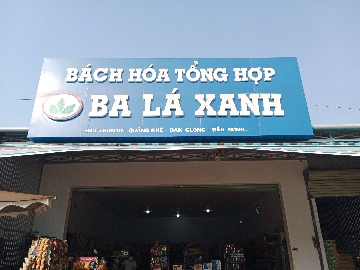 BÁCH HÓA TỔNG HỢP
BA LÁ XANH
QUẢNG KHÊ - ĐAK GLONG